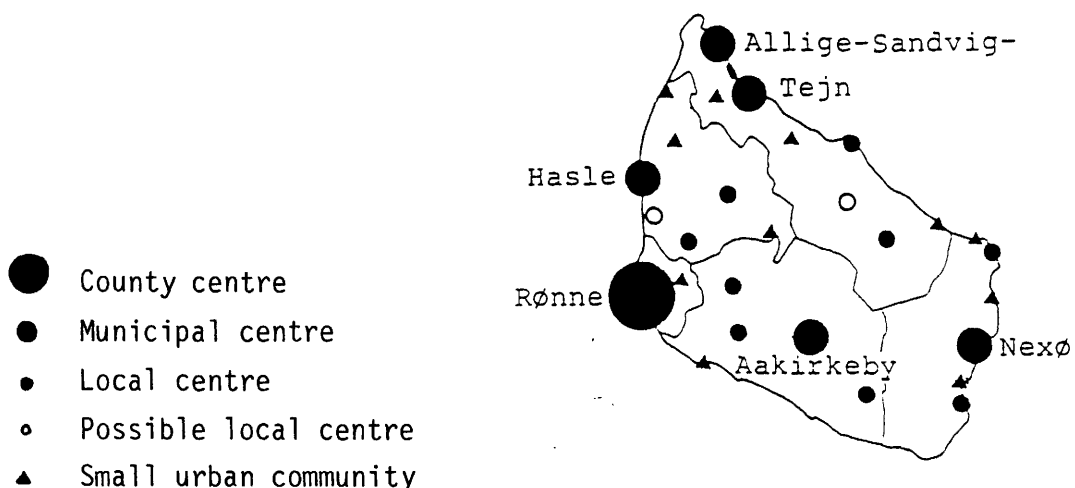 Allige-Sandvig-
Tejn
Hasle
Rønne
Aakirkeby
Nexø
County centre
Municipal centre
Local centre
Possible local centre
Small urban community